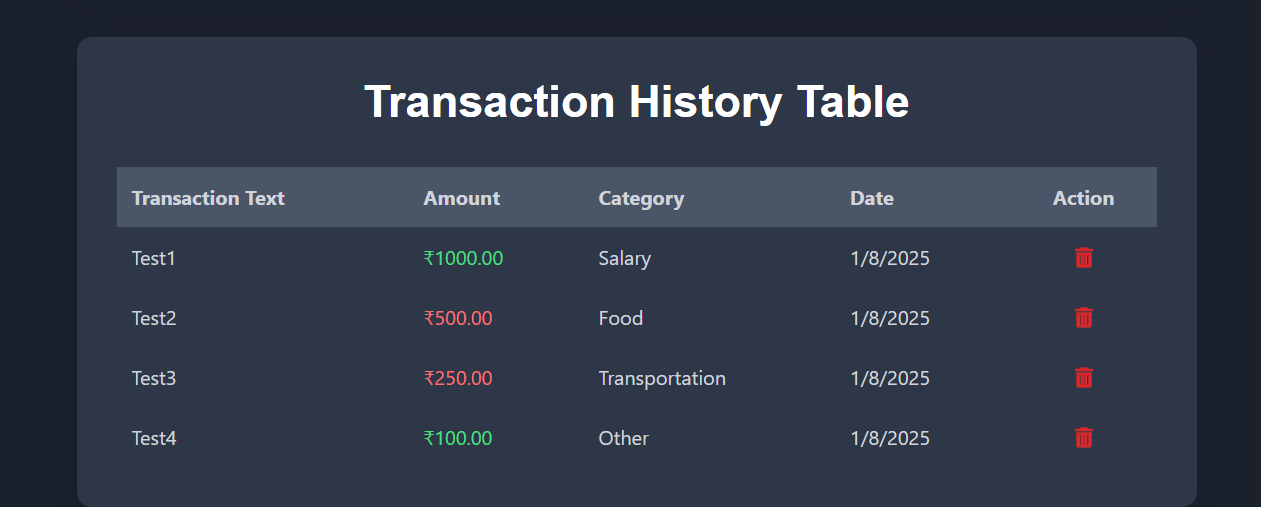 Transaction History Table
Transaction Text Amount Category Date Action
Test1 ₹1000.00 Salary 1/8/2025
Test2 ₹500.00 Food 1/8/2025
Test3 ₹250.00 Transportation 1/8/2025
Test4 ₹100.00 Other 1/8/2025